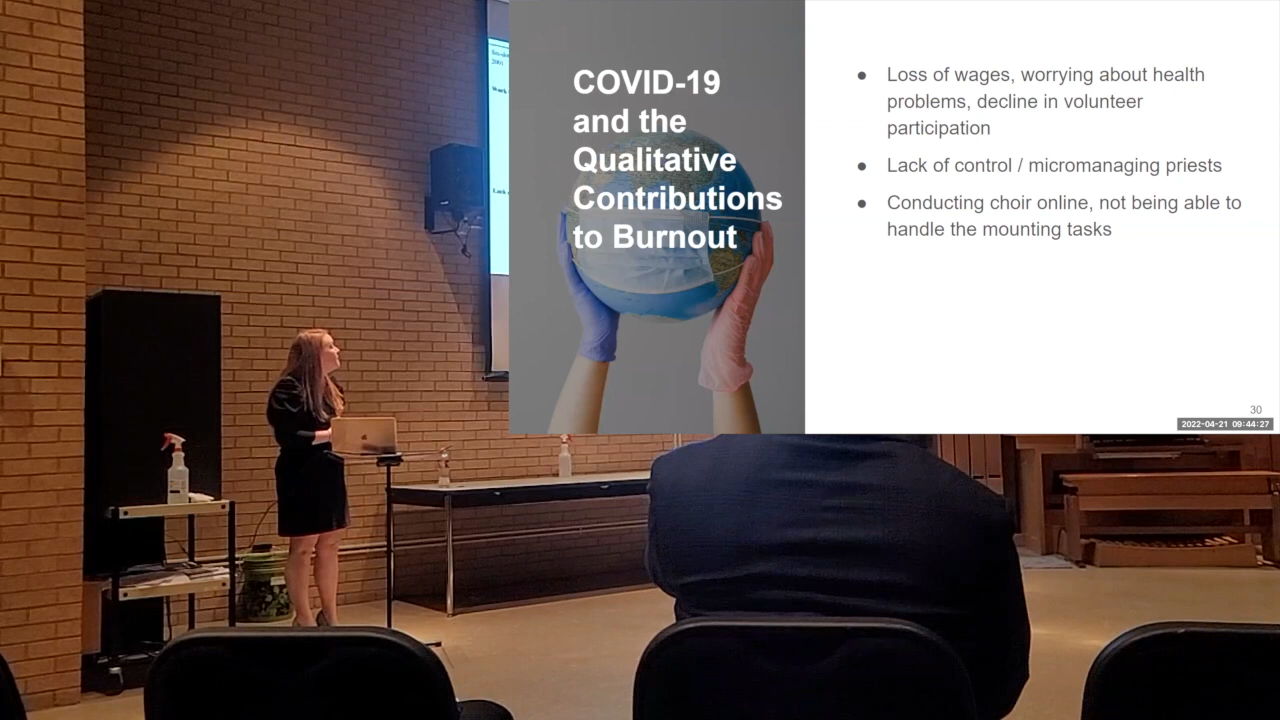 COVID-19
and the
Qualitative
Contributions
to Burnout
● Loss of wages, worrying about health
problems, decline in volunteer
participation
● Lack of control / micromanaging priests
● Conducting choir online, not being able to
handle the mounting tasks
30
2022-04-21 09:44:27